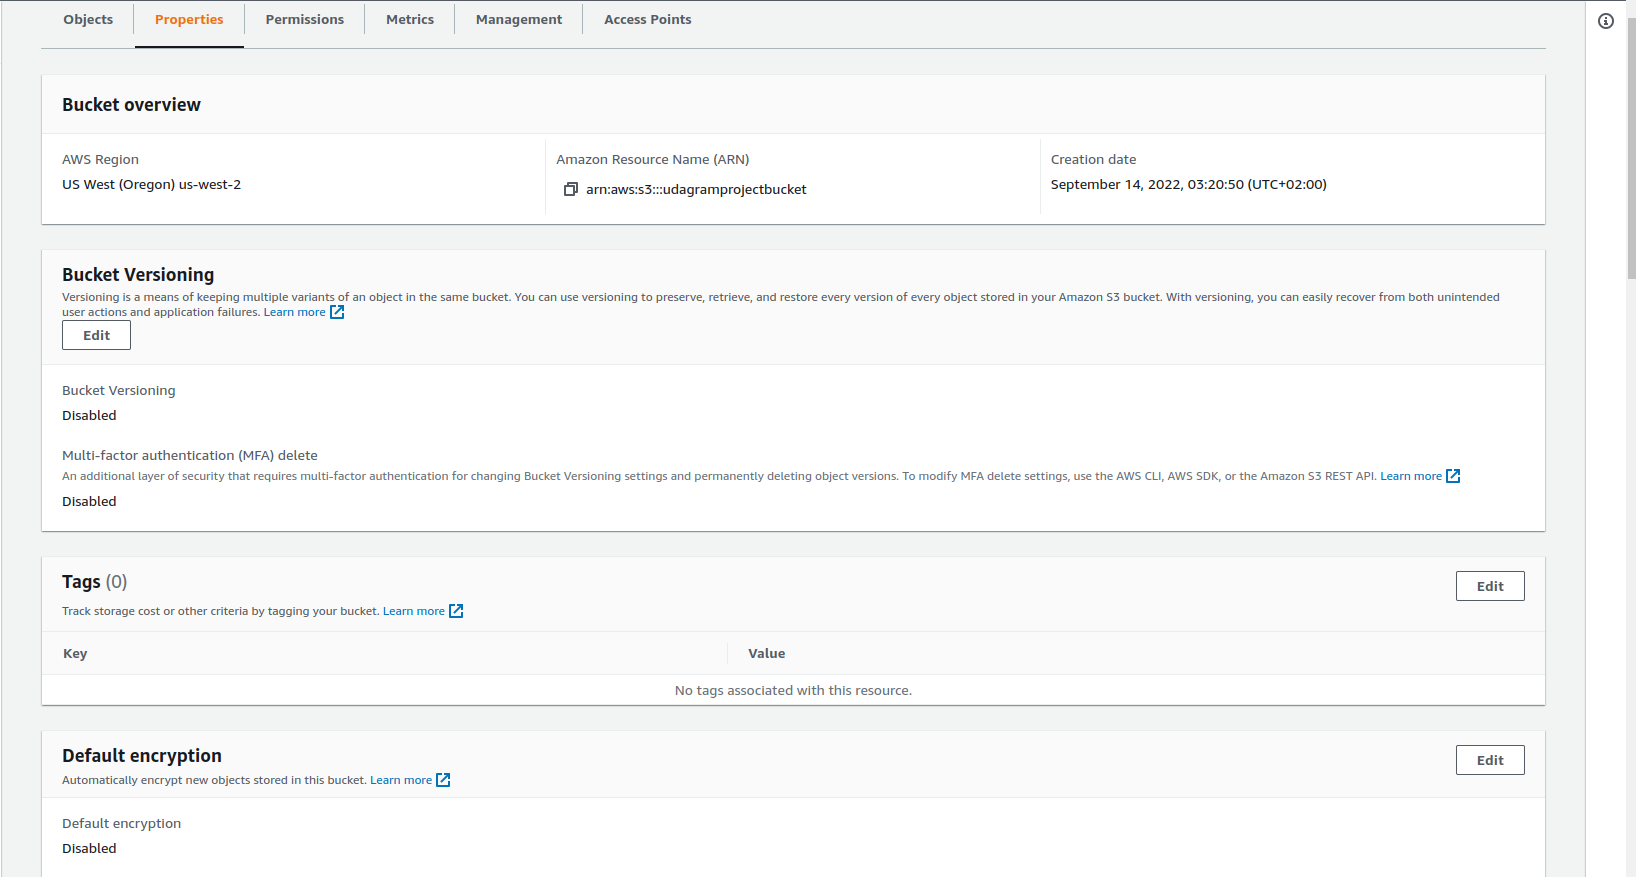 Objects
Properties
Permissions
Metrics
Management
Access Points
Bucket overview
AWS Region
US West (Oregon) us-west-2
Amazon Resource Name (ARN)
arn:aws:s3:::udagramprojectbucket
Creation date
September 14, 2022, 03:20:50 (UTC+02:00)
Bucket Versioning
Versioning is a means of keeping multiple variants of an object in the same bucket. You can use versioning to preserve, retrieve, and restore every version of every object stored in your Amazon S3 bucket. With versioning, you can easily recover from both unintended
user actions and application failures. Learn more
Edit
Bucket Versioning
Disabled
Multi-factor authentication (MFA) delete
An additional layer of security that requires multi-factor authentication for changing Bucket Versioning settings and permanently deleting object versions. To modify MFA delete settings, use the AWS CLI, AWS SDK, or the Amazon S3 REST API. Learn more
Disabled
Tags (0)
Edit
Track storage cost or other criteria by tagging your bucket. Learn more
Key
Value
No tags associated with this resource.
Default encryption
Edit
Automatically encrypt new objects stored in this bucket. Learn more
Default encryption
Disabled